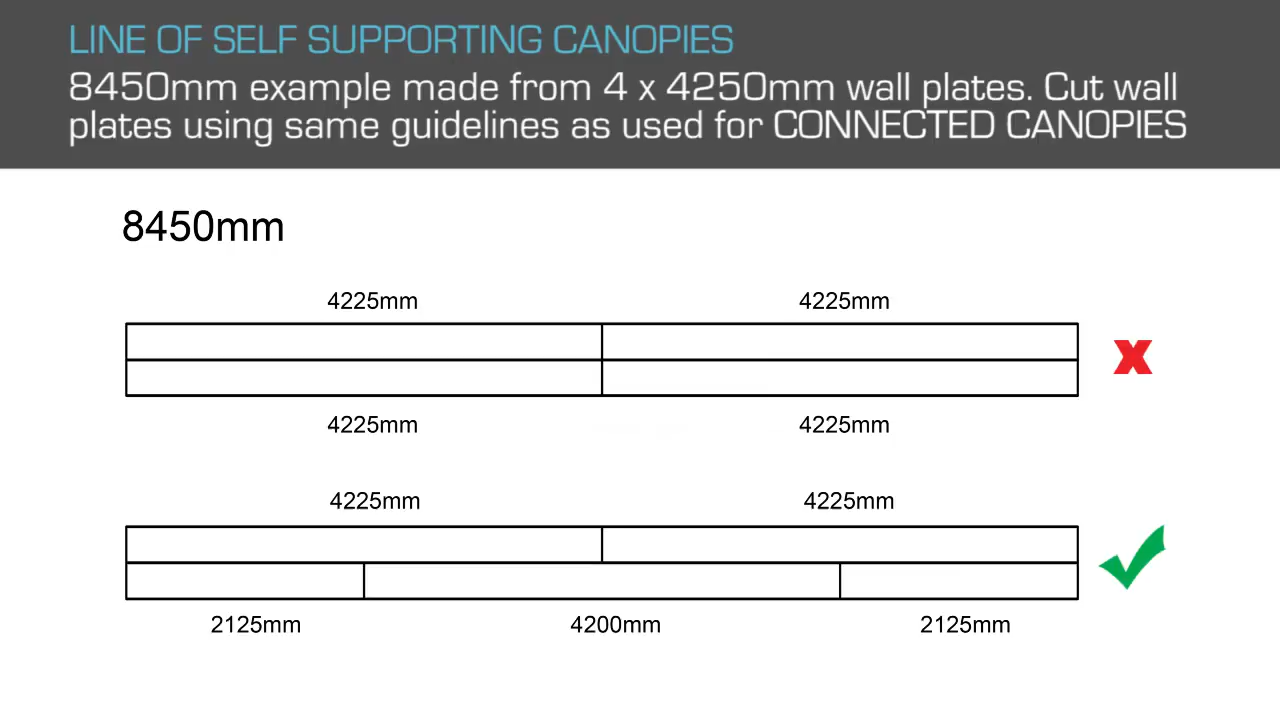 LINE OF SELF SUPPORTING CANOPIES
8450mm example made from 4 x 4250mm wall plates. Cut wall
plates using same guidelines as used for CONNECTED CANOPIES
8450mm
4225mm 4225mm
4225mm 4225mm
4225mm 4225mm
2125mm 4200mm 2125mm